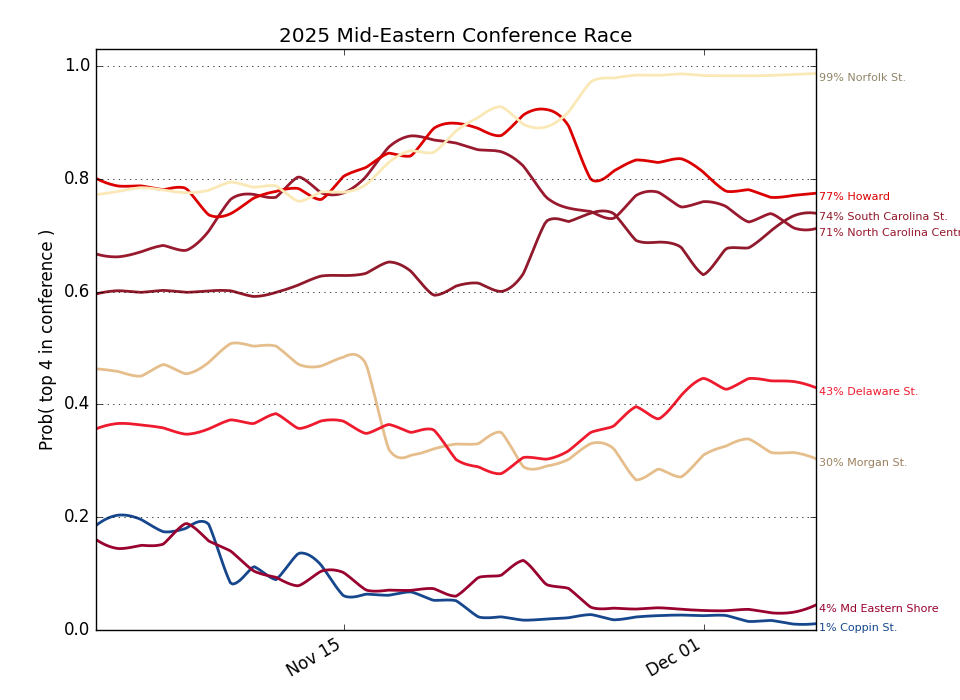 2025 Mid-Eastern Conference Race
Prob( top 4 in conference )
1.0
0.8
0.6
0.4
0.2
0.0
Nov 15
Dec 01
99% Norfolk St.
77% Howard
74% South Carolina St.
71% North Carolina Centr
43% Delaware St.
30% Morgan St.
4% Md Eastern Shore
1% Coppin St.